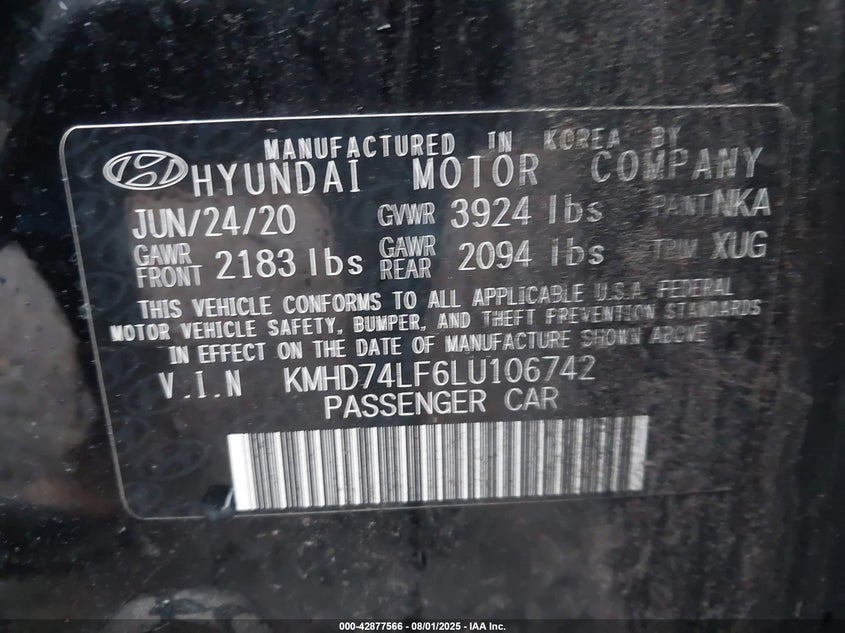 MANUFACTURED IN KOREA BY
HYUNDAI MOTOR COMPANY
JUN/24/20 GVWR 3924 lbs PAINT NKA
GAWR FRONT 2183 lbs GAWR REAR 2094 lbs TRIM XUG
THIS VEHICLE CONFORMS TO ALL APPLICABLE U.S.A. FEDERAL
MOTOR VEHICLE SAFETY, BUMPER, AND THEFT PREVENTION STANDARDS
IN EFFECT ON THE DATE OF MANUFACTURE SHOWN ABOVE
V.I.N KMHD74LF6LU106742
PASSENGER CAR
000-42877566 - 08/01/2025 - IAA Inc.